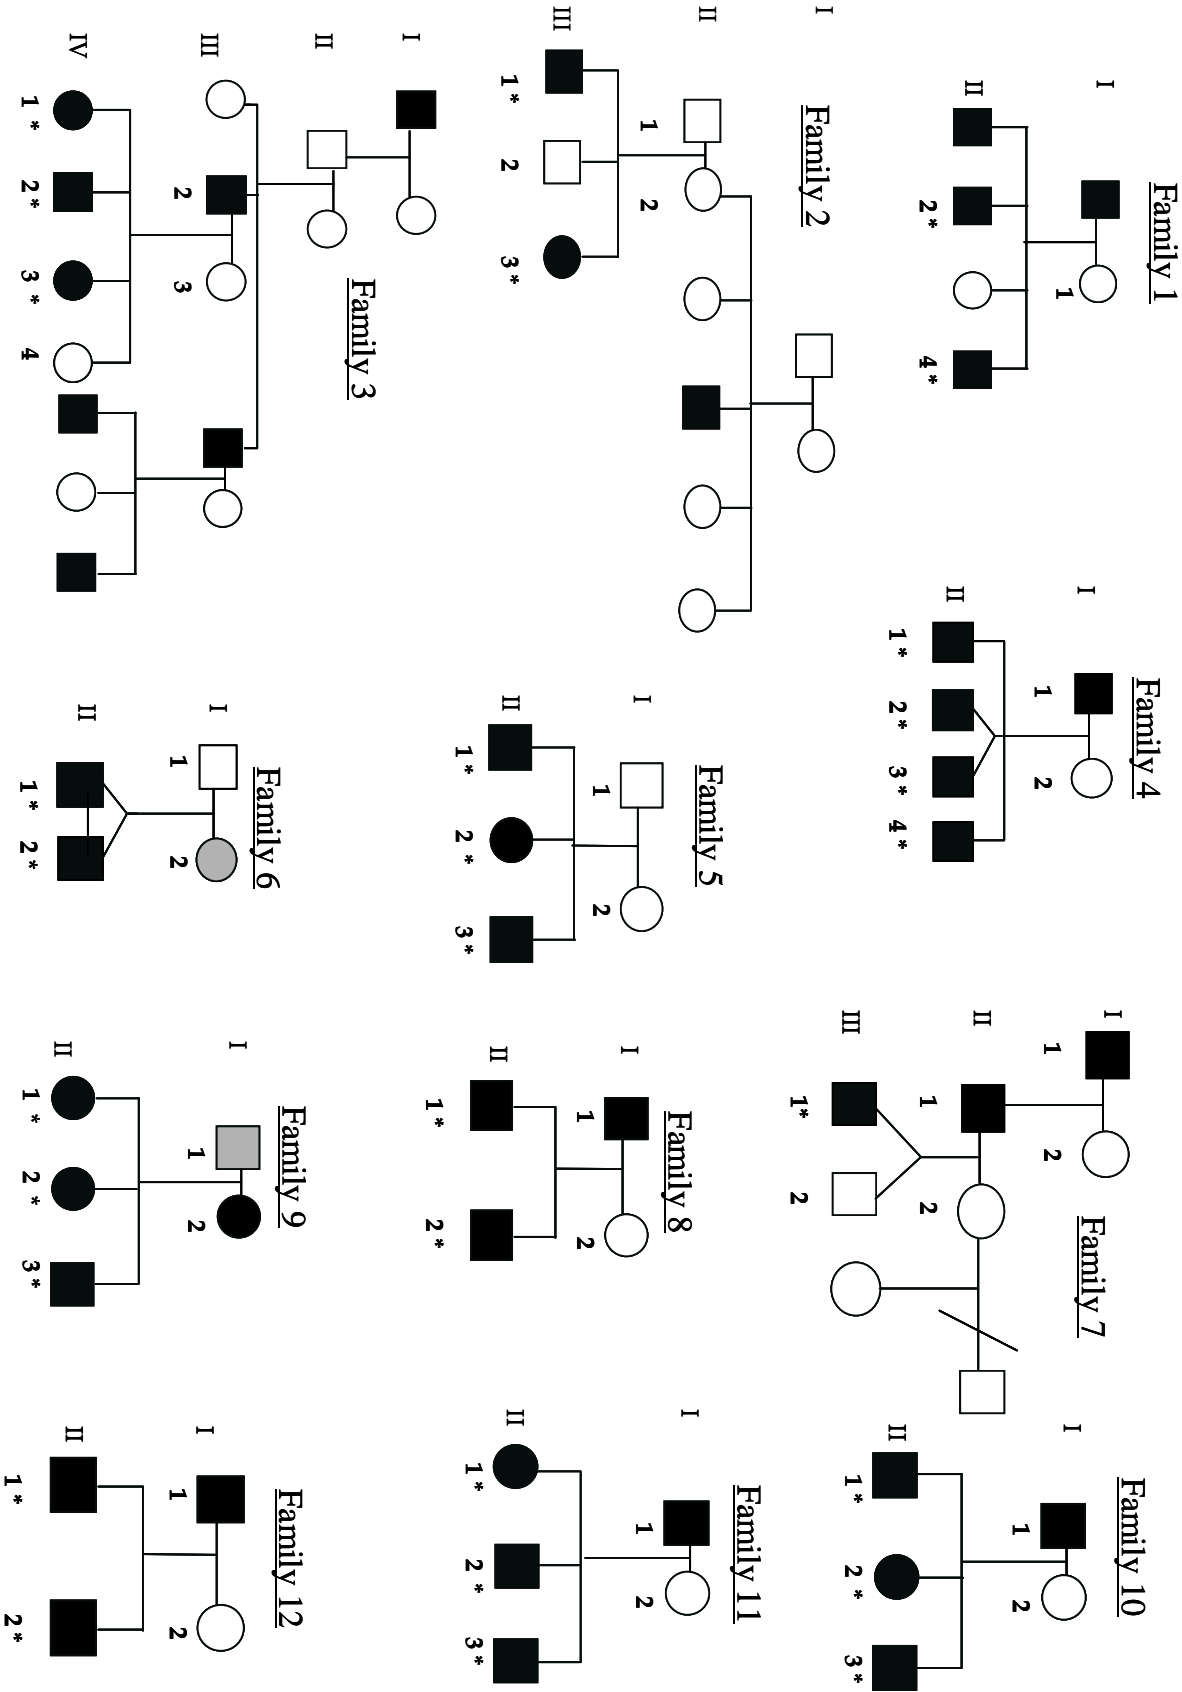 Family 1
I
1
II
2* 4*
Family 4
I
1 2
II
1* 2* 3* 4*
Family 7
I
1 2
II
1 2
III
1* 2
Family 10
I
1 2
II
1* 2* 3*
Family 2
I
II
1 2
III
1* 2 3*
Family 5
I
1 2
II
1* 2* 3*
Family 8
I
1 2
II
1* 2*
Family 11
I
1 2
II
1* 2* 3*
Family 3
I
II
III
2 3
IV
1* 2* 3* 4
Family 6
I
1 2
II
1* 2*
Family 9
I
1 2
II
1* 2* 3*
Family 12
I
1 2
II
1* 2*